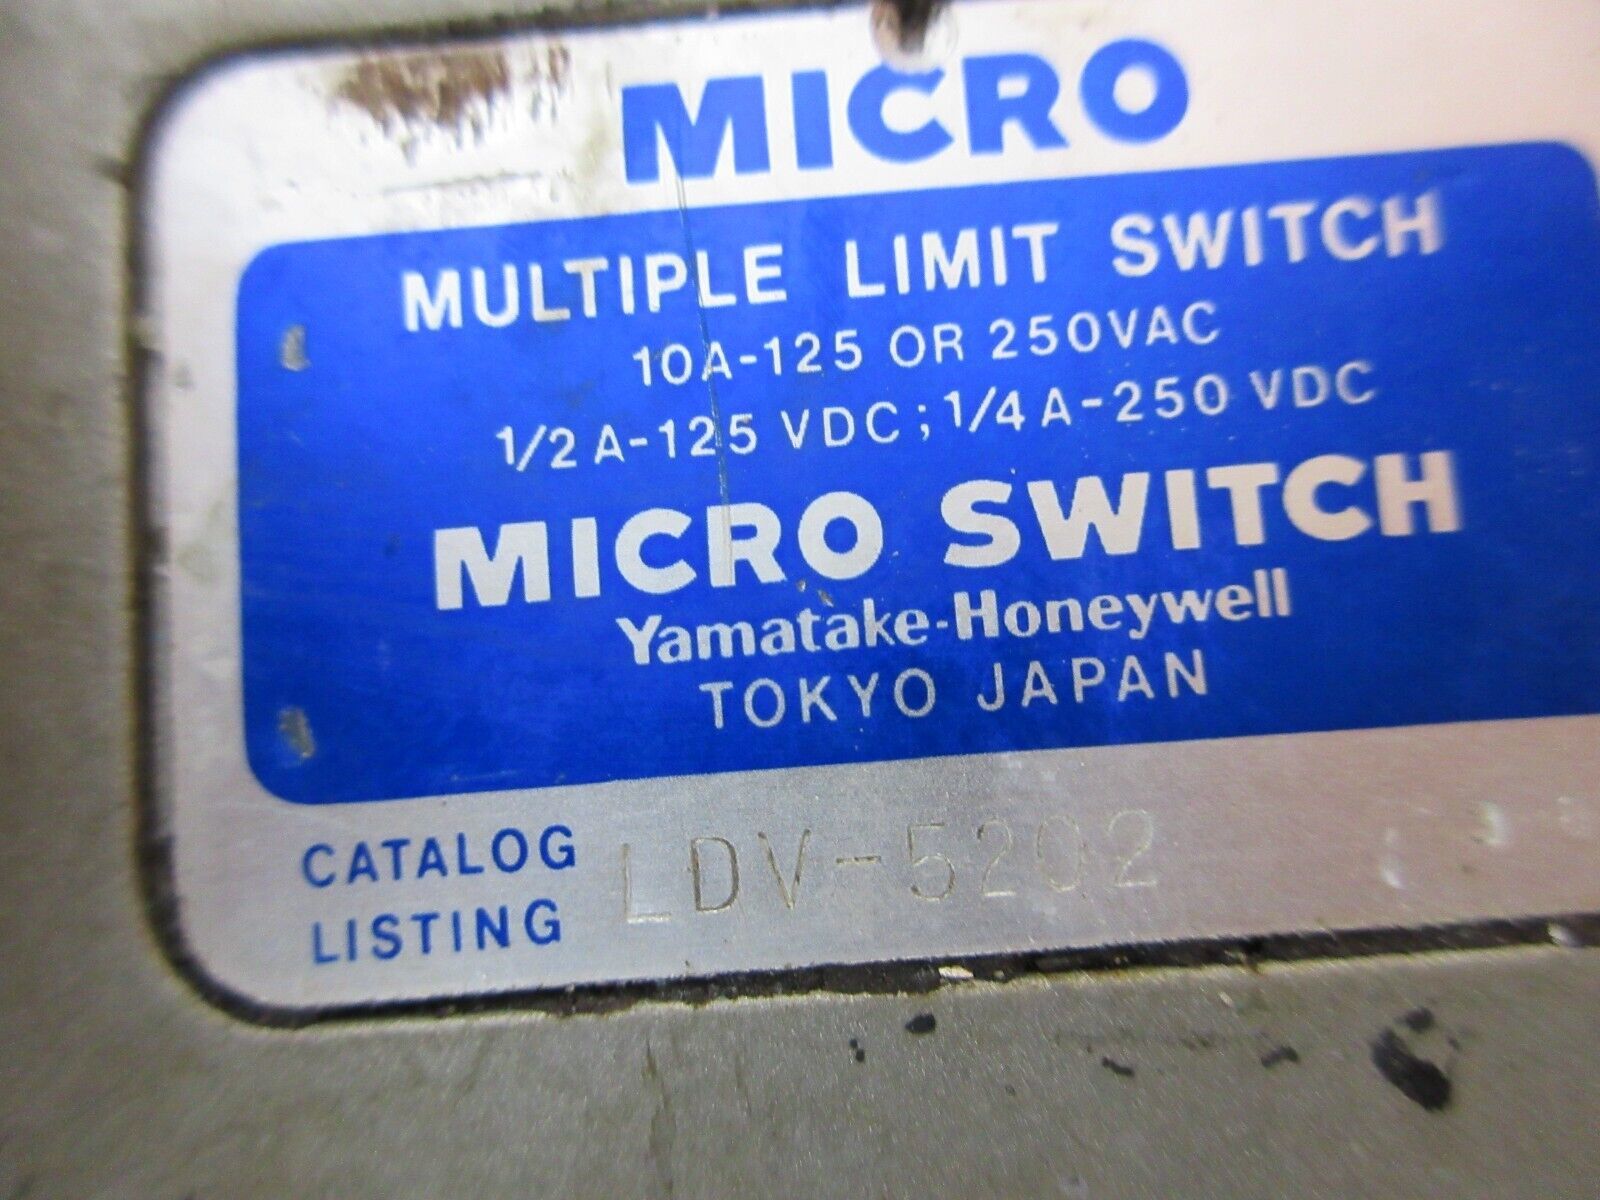 MICRO
MULTIPLE LIMIT SWITCH
10A-125 OR 250VAC
1/2 A-125 VDC ; 1/4 A-250 VDC
MICRO SWITCH
Yamatake-Honeywell
TOKYO JAPAN
CATALOG LISTING LDV-5202